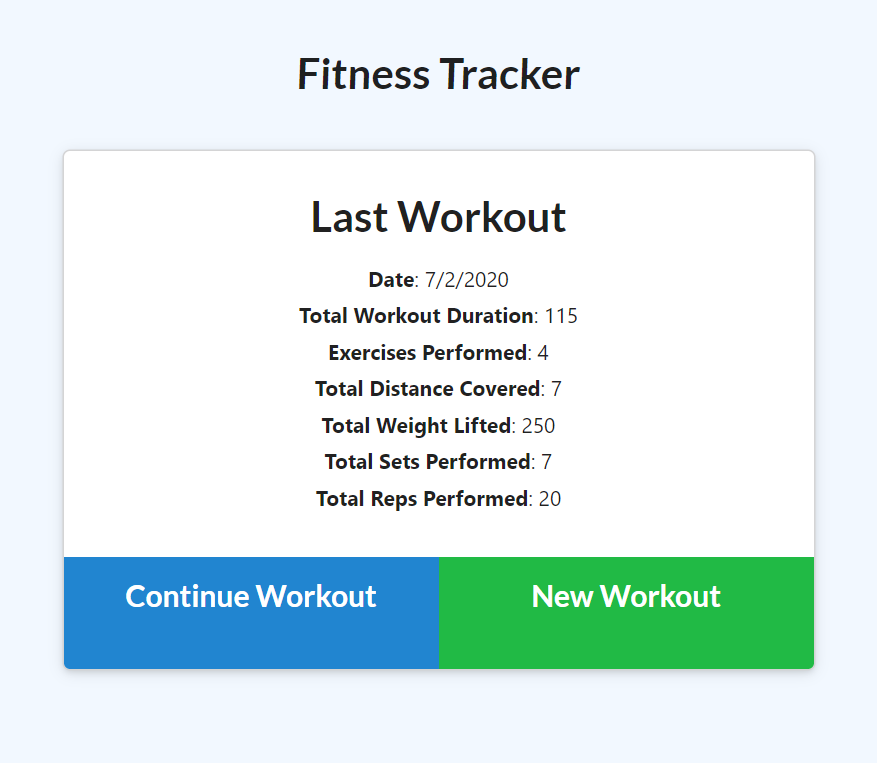 Fitness Tracker
Last Workout
Date: 7/2/2020
Total Workout Duration: 115
Exercises Performed: 4
Total Distance Covered: 7
Total Weight Lifted: 250
Total Sets Performed: 7
Total Reps Performed: 20
Continue Workout
New Workout